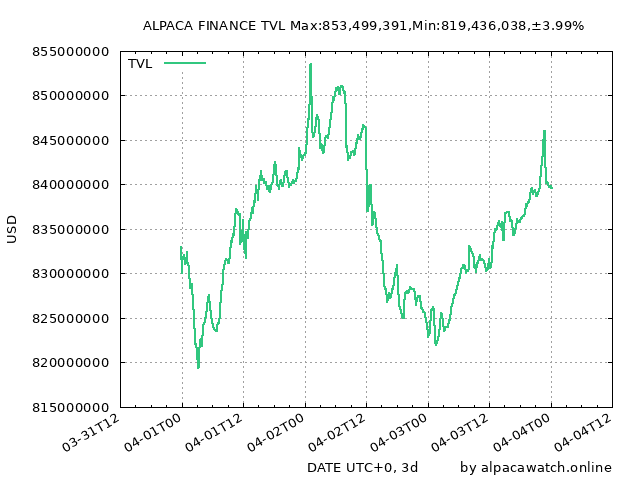 ALPACA FINANCE TVL Max:853,499,391,Min:819,436,038,±3.99%
855000000
TVL
850000000
845000000
840000000
835000000
USD
830000000
825000000
820000000
815000000
03-31T12
04-01T00
04-01T12
04-02T00
04-02T12
04-03T00
04-03T12
04-04T00
04-04T12
DATE UTC+0, 3d
by alpacawatch.online